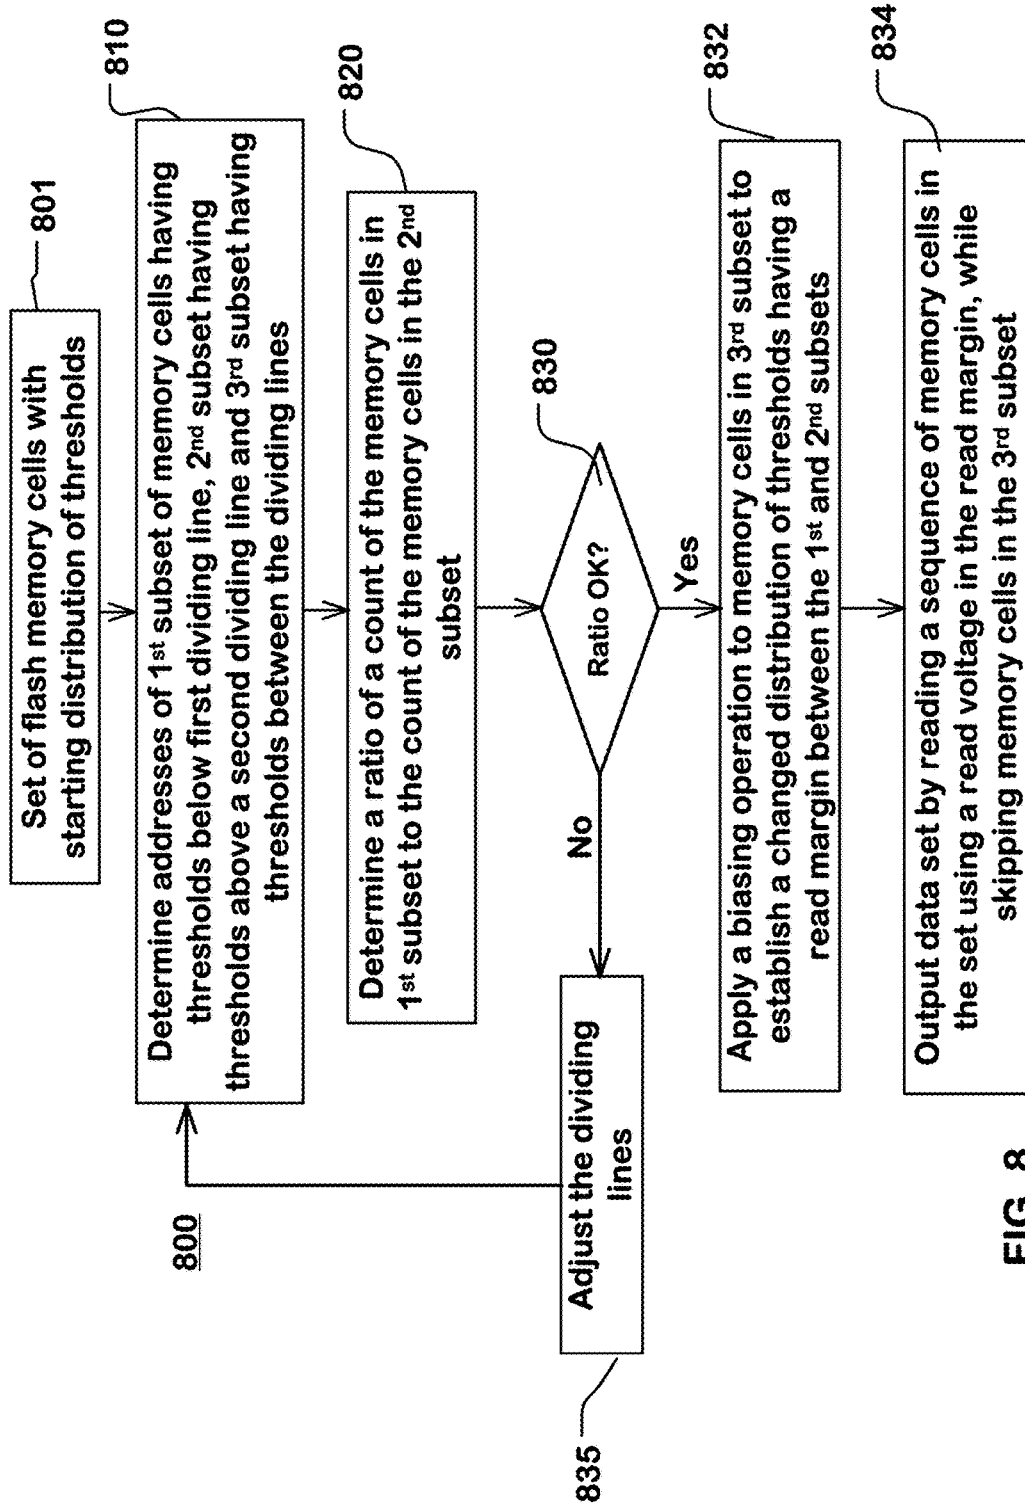 801
Set of flash memory cells with
starting distribution of thresholds
810
Determine addresses of 1st subset of memory cells having
thresholds below first dividing line, 2nd subset having
thresholds above a second dividing line and 3rd subset having
thresholds between the dividing lines
800
820
Determine a ratio of a count of the memory cells in
1st subset to the count of the memory cells in the 2nd
subset
830
Ratio OK?
No
Yes
Adjust the dividing
lines
835
832
Apply a biasing operation to memory cells in 3rd subset to
establish a changed distribution of thresholds having a
read margin between the 1st and 2nd subsets
834
Output data set by reading a sequence of memory cells in
the set using a read voltage in the read margin, while
skipping memory cells in the 3rd subset
FIG. 8